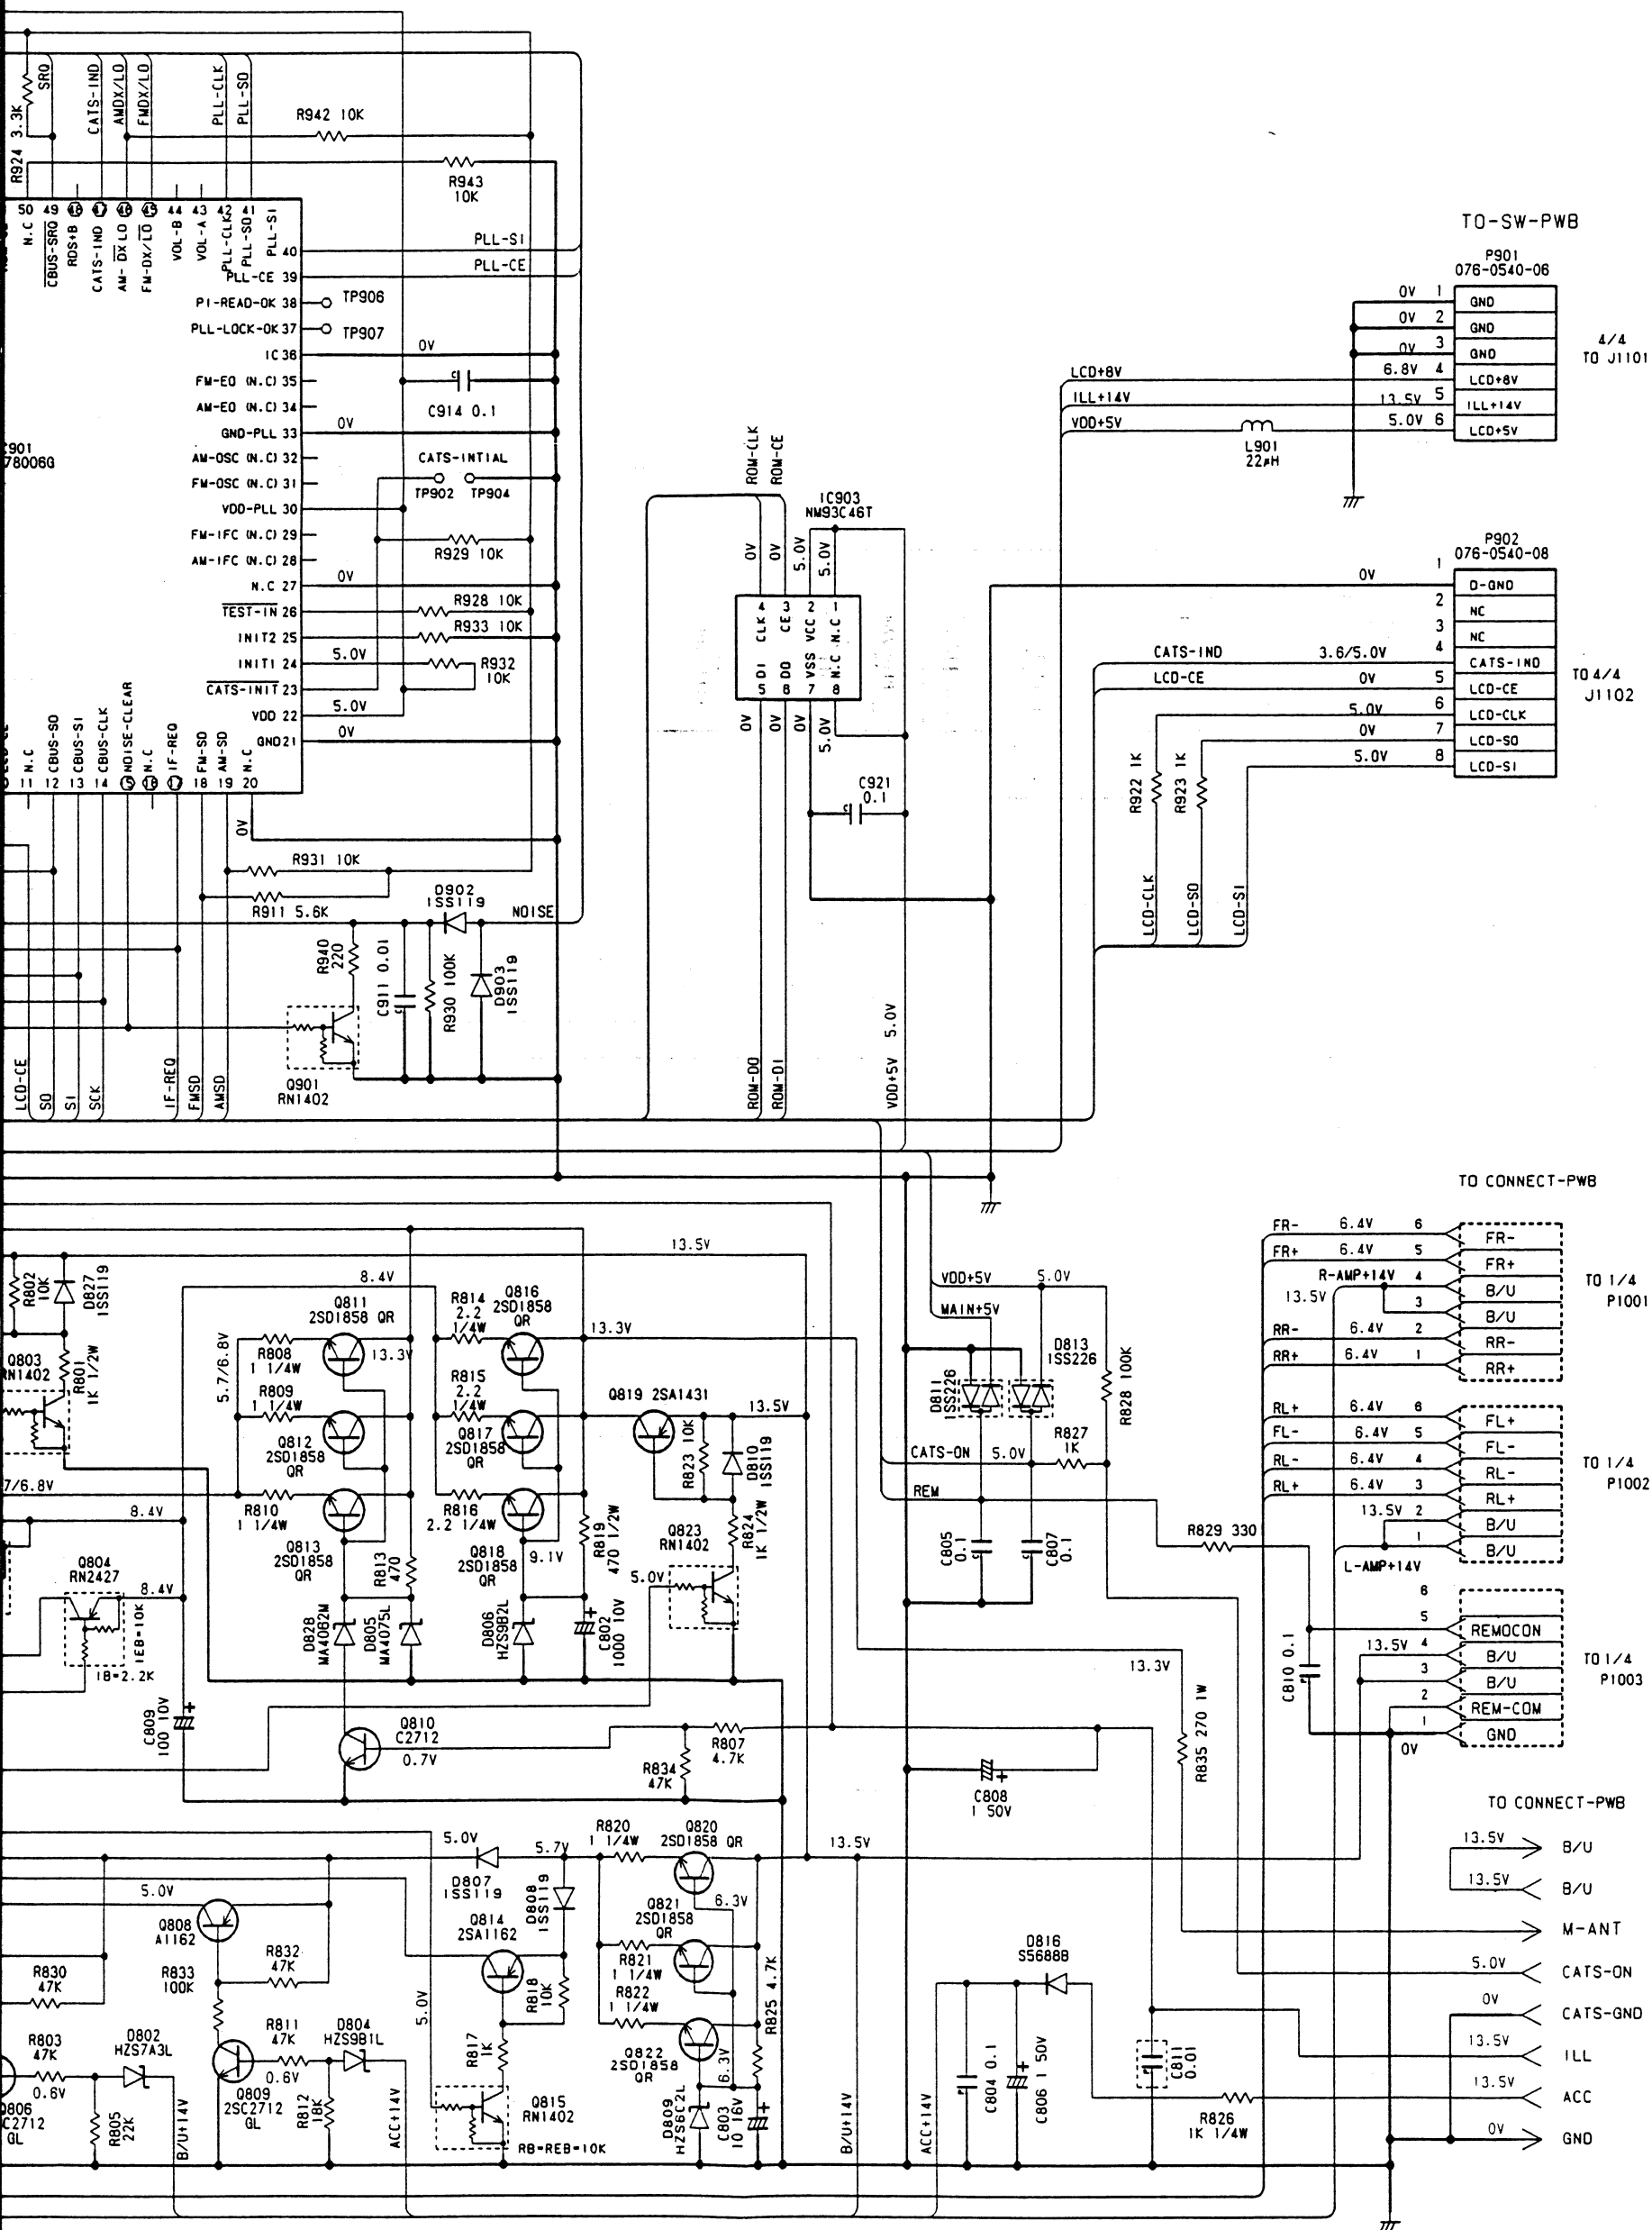 R924 3.3K
SRQ
CATS-IND
AMDX/LO
FMDX/LO
PLL-CLK
PLL-SO
R942 10K
R943
10K
50 49 48 47 46 45 44 43 42 41
N.C
CBUS-SRQ
RDS+B
CATS-IND
AM-DX LO
FM-DX/LO
VOL-B
VOL-A
PLL-CLK
PLL-SO
PLL-SI
40
PLL-SI
PLL-CE 39
PLL-CE
PI-READ-OK 38
TP906
PLL-LOCK-OK 37
TP907
IC 36
0V
FM-EO (N.C) 35
C914 0.1
AM-EO (N.C) 34
GND-PLL 33
0V
AM-OSC (N.C) 32
CATS-INTIAL
FM-OSC (N.C) 31
TP902 TP904
VDD-PLL 30
FM-IFC (N.C) 29
R929 10K
AM-IFC (N.C) 28
N.C 27
0V
TEST-IN 26
R928 10K
INIT2 25
R933 10K
INIT1 24
5.0V
R932
10K
CATS-INIT 23
VDD 22
5.0V
GND21
0V
C901
78006G
N.C
CBUS-SO
CBUS-SI
CBUS-CLK
NOISE-CLEAR
N.C
IF-REQ
FM-SD
AM-SD
N.C
11 12 13 14 15 16 17 18 19 20
0V
R931 10K
R911 5.6K
D902
1SS119
NOISE
R940
220
C911 0.01
R930 100K
D903
1SS119
Q901
RN1402
LCD-CE
SO
SI
SCK
IF-REQ
FMSD
AMSD
ROM-CLK
ROM-CE
IC903
NM93C46T
0V
0V
5.0V
5.0V
4 3 2 1
CLK
CE
VCC
N.C
DI
DO
VSS
N.C
5 6 7 8
0V
0V
5.0V
C921
0.1
ROM-DO
ROM-DI
VDD+5V 5.0V
TO-SW-PWB
P901
076-0540-06
0V 1 GND
0V 2 GND
0V 3 GND
LCD+8V 6.8V 4 LCD+8V
ILL+14V 13.5V 5 ILL+14V
VDD+5V 5.0V 6 LCD+5V
L901
22μH
4/4
TO J1101
P902
076-0540-08
0V 1 D-GND
2 NC
3 NC
CATS-IND 3.6/5.0V 4 CATS-IND
LCD-CE 0V 5 LCD-CE
5.0V 6 LCD-CLK
0V 7 LCD-SO
5.0V 8 LCD-SI
TO 4/4
J1102
R922 1K
R923 1K
LCD-CLK
LCD-SO
LCD-SI
TO CONNECT-PWB
FR- 6.4V 6 FR-
FR+ 6.4V 5 FR+
R-AMP+14V 4 B/U
13.5V 3 B/U
RR- 6.4V 2 RR-
RR+ 6.4V 1 RR+
TO 1/4
P1001
RL+ 6.4V 6 FL+
FL- 6.4V 5 FL-
RL- 6.4V 4 RL-
RL+ 6.4V 3 RL+
13.5V 2 B/U
1 B/U
L-AMP+14V
TO 1/4
P1002
6
5 REMOCON
13.5V 4 B/U
3 B/U
2 REM-COM
1 GND
0V
TO 1/4
P1003
13.5V
8.4V
R802
10K
D827
1SS119
Q803
RN1402
R801
1K 1/2W
5.7/6.8V
Q811
2SD1858
QR
R808
1 1/4W
13.3V
R809
1 1/4W
Q812
2SD1858
QR
R810
1 1/4W
Q813
2SD1858
QR
R813
470
R814
2.2
1/4W
Q816
2SD1858
QR
13.3V
R815
2.2
1/4W
Q817
2SD1858
QR
R816
2.2 1/4W
Q818
2SD1858
QR
9.1V
Q819 2SA1431
13.5V
R823 10K
D810
1SS119
R819
470 1/2W
R824
1K 1/2W
Q823
RN1402
5.0V
7/6.8V
8.4V
Q804
RN2427
8.4V
IEB=10K
IB=2.2K
D828
MA4062M
D805
MA4075L
D806
HZS9B2L
C802
1000 10V
C809
100 10V
Q810
C2712
0.7V
R807
4.7K
R834
47K
VDD+5V 5.0V
MAIN+5V
D811
1SS226
D813
1SS226
R828 100K
R827
1K
CATS-ON 5.0V
REM
C805
0.1
C807
0.1
R829 330
C810 0.1
13.3V
R835 270 1W
C808
1 50V
TO CONNECT-PWB
13.5V B/U
13.5V B/U
M-ANT
5.0V CATS-ON
0V CATS-GND
13.5V ILL
13.5V ACC
0V GND
5.0V
D807
1SS119
5.7V
D808
1SS119
R820
1 1/4W
Q820
2SD1858 QR
13.5V
6.3V
Q821
2SD1858
QR
R821
1 1/4W
R822
1 1/4W
Q822
2SD1858
QR
6.3V
R825 4.7K
D809
HZS6C2L
C803
10 16V
5.0V
Q808
A1162
R832
47K
R833
100K
R830
47K
Q814
2SA1162
R818
10K
5.0V
R817
1K
Q815
RN1402
RB=REB=10K
R803
47K
0.6V
Q806
C2712
GL
R805
22K
D802
HZS7A3L
B/U+14V
R811
47K
0.6V
Q809
2SC2712
GL
D804
HZS9B1L
R812
18K
ACC+14V
B/U+14V
ACC+14V
C804 0.1
C806 1 50V
D816
S5688B
C811
0.01
R826
1K 1/4W